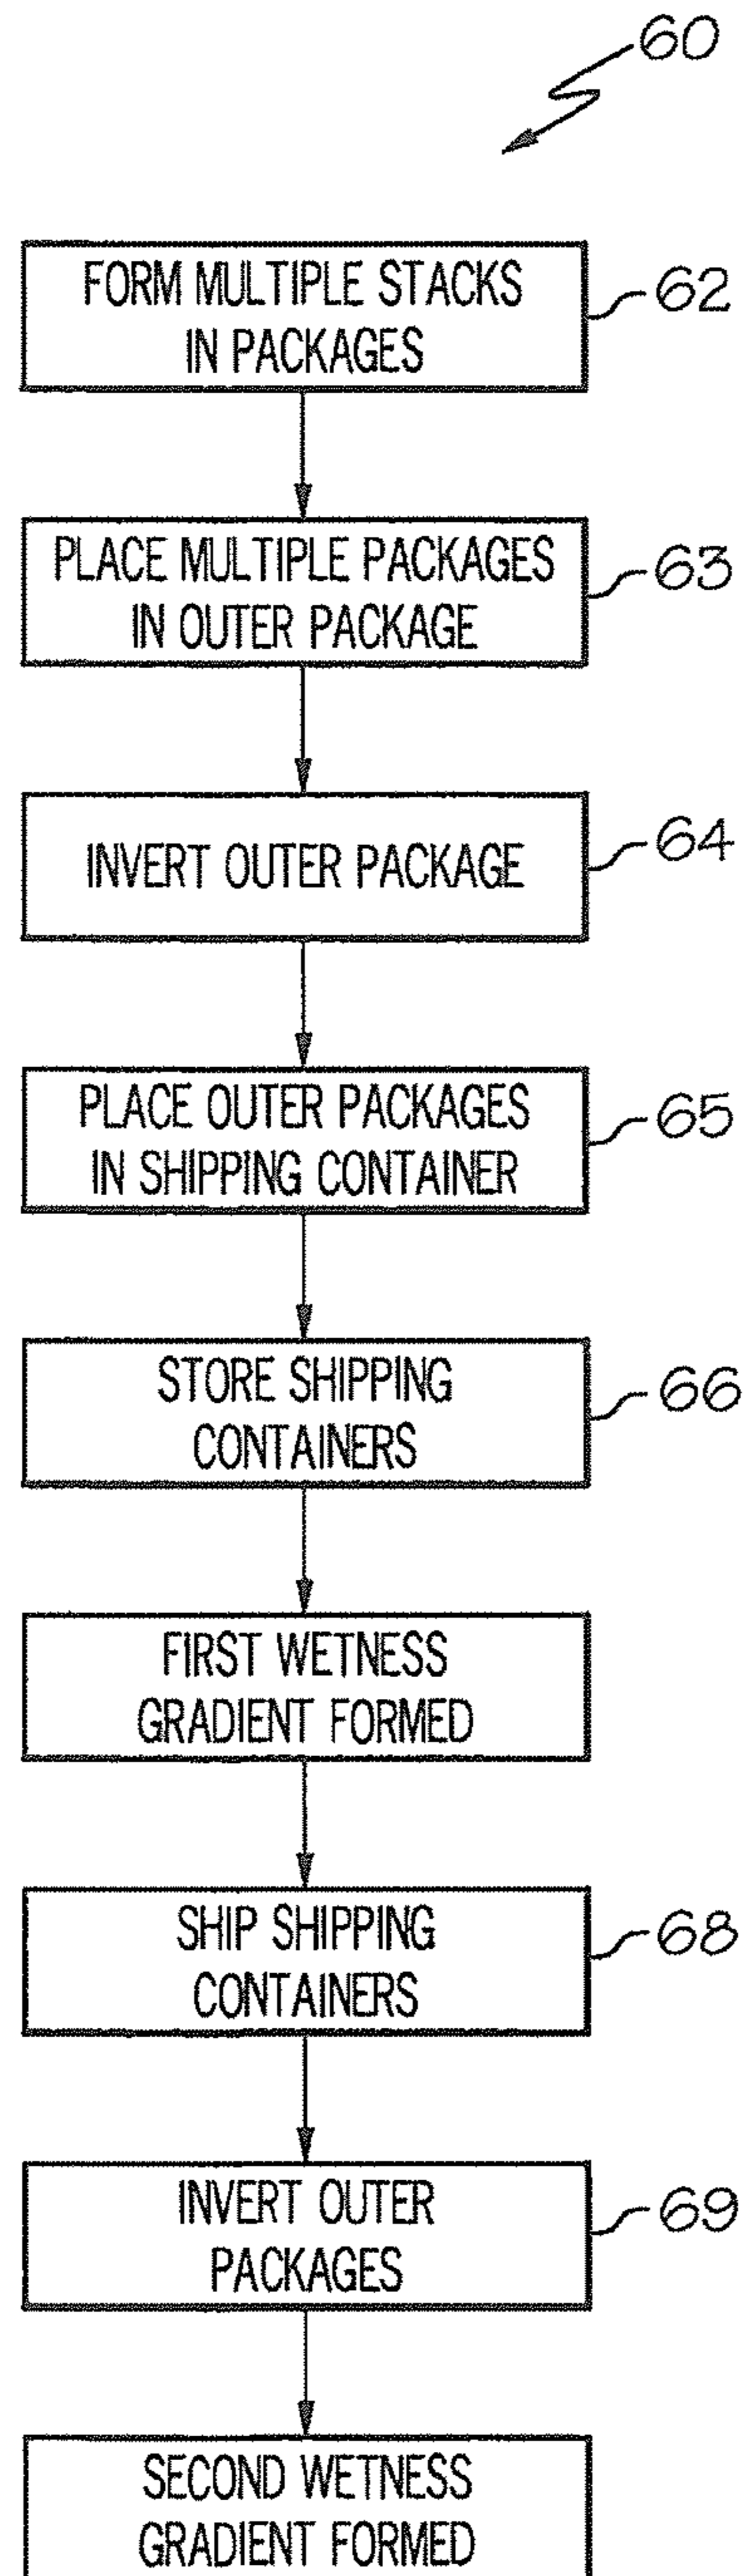 60
FORM MULTIPLE STACKS
IN PACKAGES
62
PLACE MULTIPLE PACKAGES
IN OUTER PACKAGE
63
INVERT OUTER PACKAGE
64
PLACE OUTER PACKAGES
IN SHIPPING CONTAINER
65
STORE SHIPPING
CONTAINERS
66
FIRST WETNESS
GRADIENT FORMED
SHIP SHIPPING
CONTAINERS
68
INVERT OUTER
PACKAGES
69
SECOND WETNESS
GRADIENT FORMED